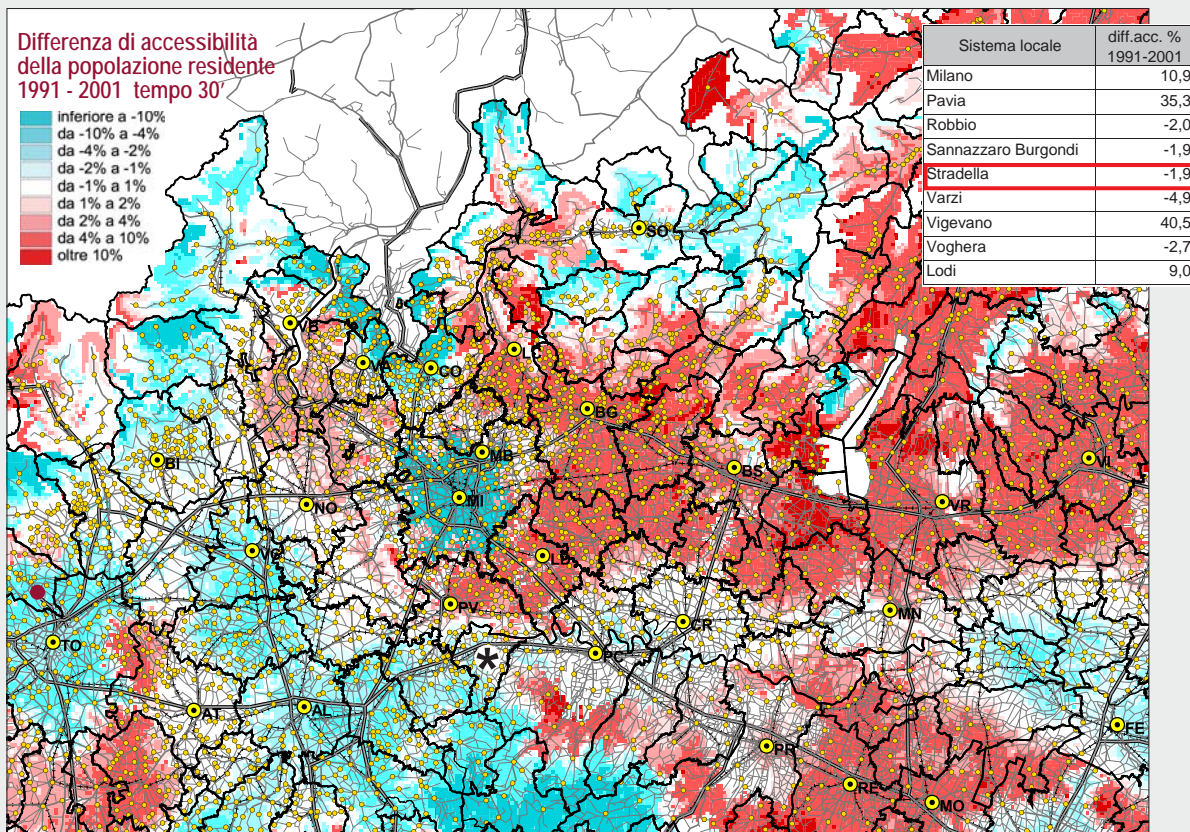 Differenza di accessibilità
della popolazione residente
1991 - 2001 tempo 30'
inferiore a -10%
da -10% a -4%
da -4% a -2%
da -2% a -1%
da -1% a 1%
da 1% a 2%
da 2% a 4%
da 4% a 10%
oltre 10%
Sistema locale diff.acc. % 1991-2001
Milano 10,9
Pavia 35,3
Robbio -2,0
Sannazzaro Burgondi -1,9
Stradella -1,9
Varzi -4,9
Vigevano 40,5
Voghera -2,7
Lodi 9,0
SO
VB
VA
CO
BG
BI
MB
BS
VI
MI
NO
VR
PV
CR
MN
TO
*
AT
AL
FE
PR
RE
MO